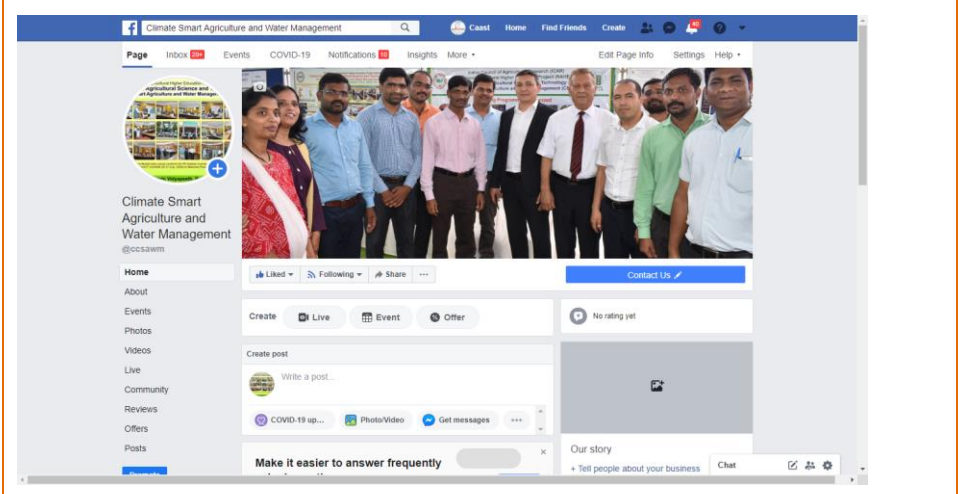 Climate Smart Agriculture and Water Management
Caast Home Find Friends Create 40
Page Inbox 20+ Events COVID-19 Notifications 10 Insights More Edit Page Info Settings Help
Climate Smart
Agriculture and
Water Management
@ccsawm
Home
About
Events
Photos
Videos
Live
Community
Reviews
Offers
Posts
Promote
Liked Following Share ...
Contact Us
Create Live Event Offer
No rating yet
Create post
Write a post...
COVID-19 up... Photo/Video Get messages ...
Make it easier to answer frequently
Our story
+ Tell people about your business
Chat